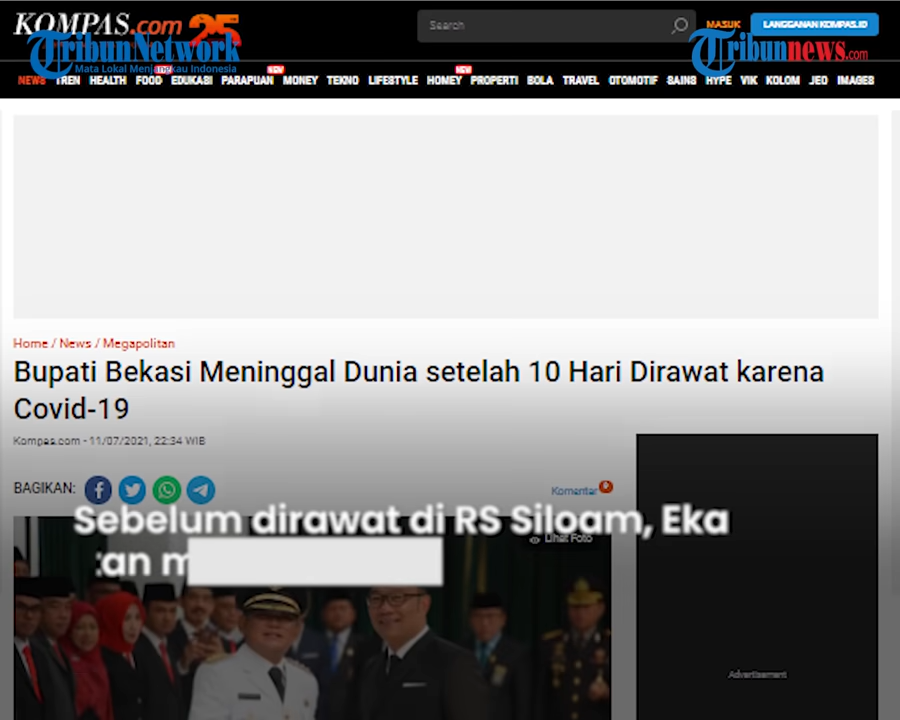 KOMPAS.com 25
Search
MASUK
LANGGANAN KOMPAS.ID
TribunNetwork
Mata Lokal Menjangkau Indonesia
Tribunnews.com
NEWS TREN HEALTH FOOD EDUKASI PARAPUAN NEW MONEY TEKNO LIFESTYLE HOMEY NEW PROPERTI BOLA TRAVEL OTOMOTIF SAINS HYPE VIK KOLOM JEO IMAGES
Home / News / Megapolitan
Bupati Bekasi Meninggal Dunia setelah 10 Hari Dirawat karena
Covid-19
Kompas.com - 11/07/2021, 22:34 WIB
BAGIKAN:
Komentar
Sebelum dirawat di RS Siloam, Eka
Lihat Foto
Advertisement